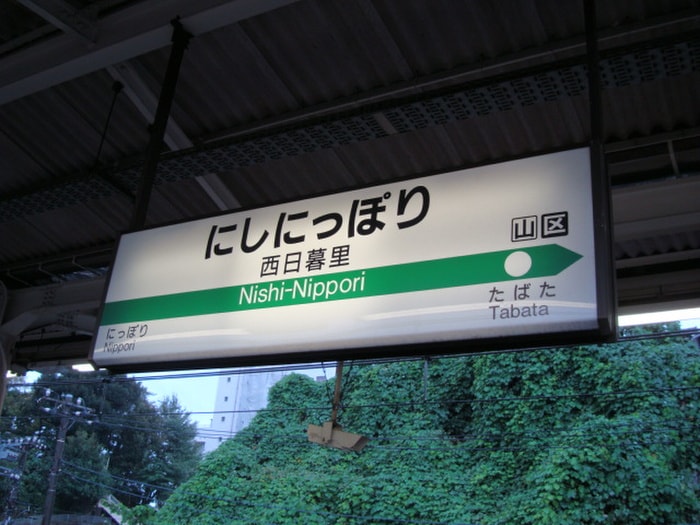 にしにっぽり
西日暮里
Nishi-Nippori
山区
にっぽり
Nippori
たばた
Tabata